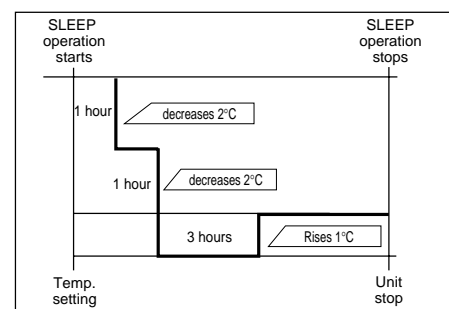 SLEEP
operation
starts
SLEEP
operation
stops
1 hour
decreases 2°C
1 hour
decreases 2°C
3 hours
Rises 1°C
Temp.
setting
Unit
stop